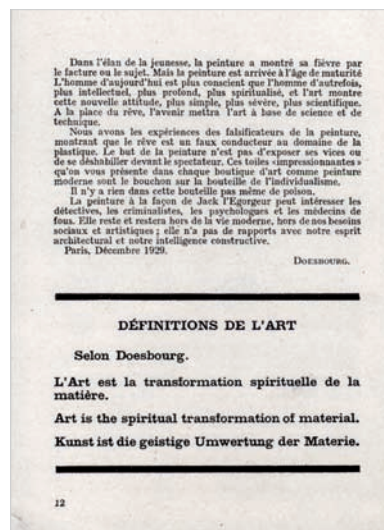 Dans l'élan de la jeunesse, la peinture a montré sa fièvre par
le facture ou le sujet. Mais la peinture est arrivée à l'âge de maturité
L'homme d'aujourd'hui est plus conscient que l'homme d'autrefois,
plus intellectuel, plus profond, plus spiritualisé, et l'art montre
cette nouvelle attitude, plus simple, plus sévère, plus scientifique.
A la place du rêve, l'avenir mettra l'art à base de science et de
technique.
Nous avons les expériences des falsificateurs de la peinture,
montrant que le rêve est un faux conducteur au domaine de la
plastique. Le but de la peinture n'est pas d'exposer ses vices ou
de se déshabiller devant le spectateur. Ces toiles «impressionnantes»
qu'on vous présente dans chaque boutique d'art comme peinture
moderne sont le bouchon sur la bouteille de l'individualisme.
Il n'y a rien dans cette bouteille pas même de poison.
La peinture à la façon de Jack l'Egorgeur peut intéresser les
détectives, les criminalistes, les psychologues et les médecins de
fous. Elle reste et restera hors de la vie moderne, hors de nos besoins
sociaux et artistiques ; elle n'a pas de rapports avec notre esprit
architectural et notre intelligence constructive.
Paris, Décembre 1929.
DOESBOURG.
DÉFINITIONS DE L'ART
Selon Doesbourg.
L'Art est la transformation spirituelle de la
matière.
Art is the spiritual transformation of material.
Kunst ist die geistige Umwertung der Materie.
12